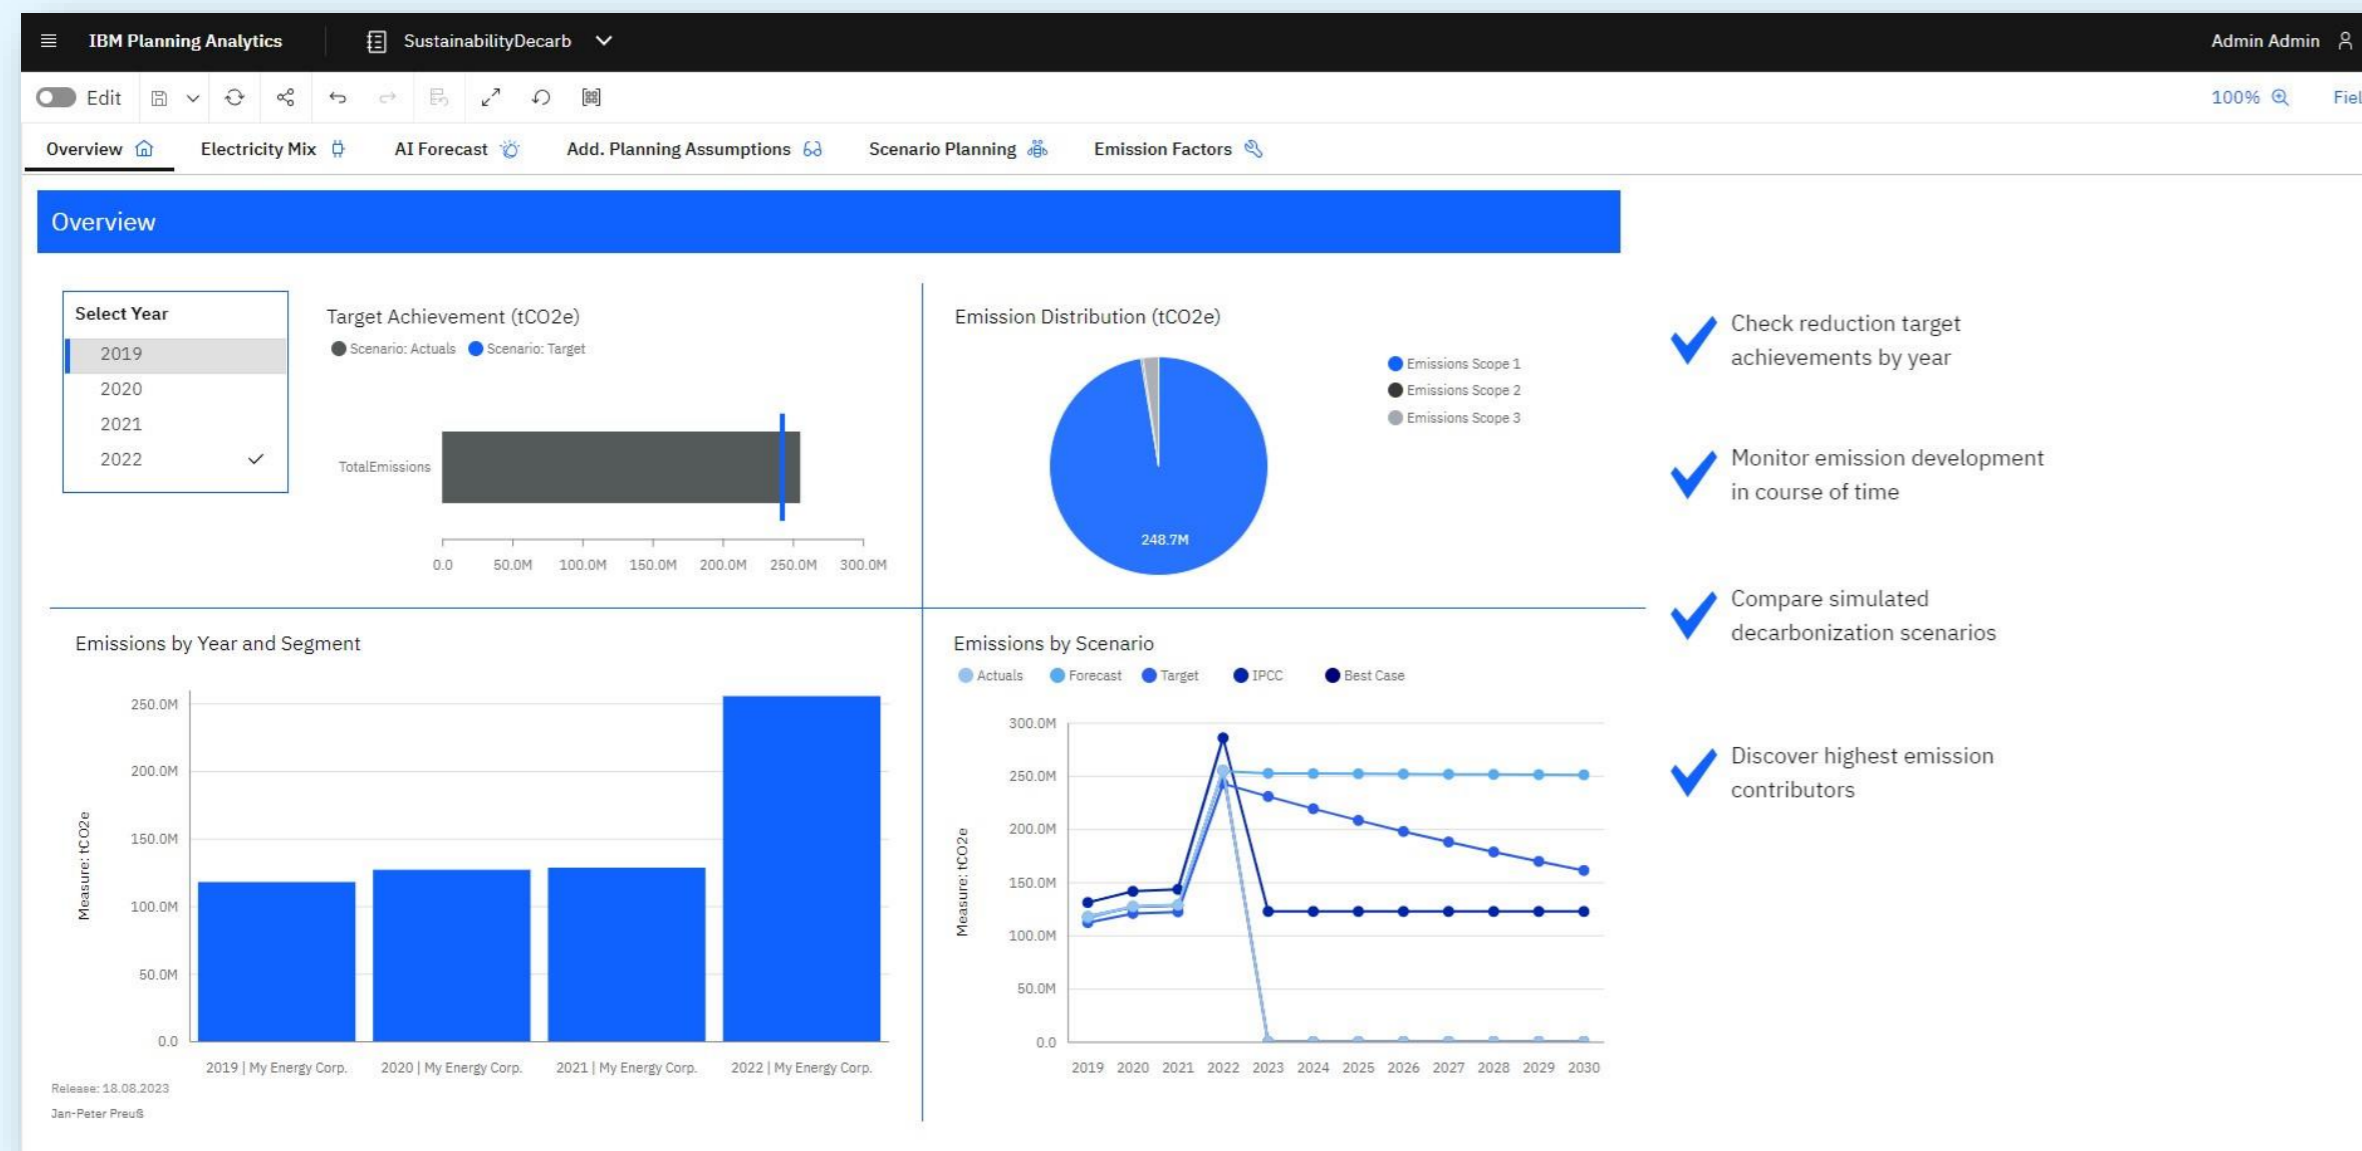 IBM Planning Analytics
SustainabilityDecarb
Admin Admin
Edit
100%
Fiel
Overview
Electricity Mix
AI Forecast
Add. Planning Assumptions
Scenario Planning
Emission Factors
Overview
Select Year
2019
2020
2021
2022
Target Achievement (tCO2e)
Scenario: Actuals
Scenario: Target
TotalEmissions
0.0 50.0M 100.0M 150.0M 200.0M 250.0M 300.0M
Emission Distribution (tCO2e)
Emissions Scope 1
Emissions Scope 2
Emissions Scope 3
248.7M
Check reduction target
achievements by year
Monitor emission development
in course of time
Compare simulated
decarbonization scenarios
Discover highest emission
contributors
Emissions by Year and Segment
Measure: tCO2e
250.0M
200.0M
150.0M
100.0M
50.0M
0.0
2019 | My Energy Corp. 2020 | My Energy Corp. 2021 | My Energy Corp. 2022 | My Energy Corp.
Emissions by Scenario
Actuals Forecast Target IPCC Best Case
Measure: tCO2e
300.0M
250.0M
200.0M
150.0M
100.0M
50.0M
0.0
2019 2020 2021 2022 2023 2024 2025 2026 2027 2028 2029 2030
Release: 18.08.2023
Jan-Peter Preuß